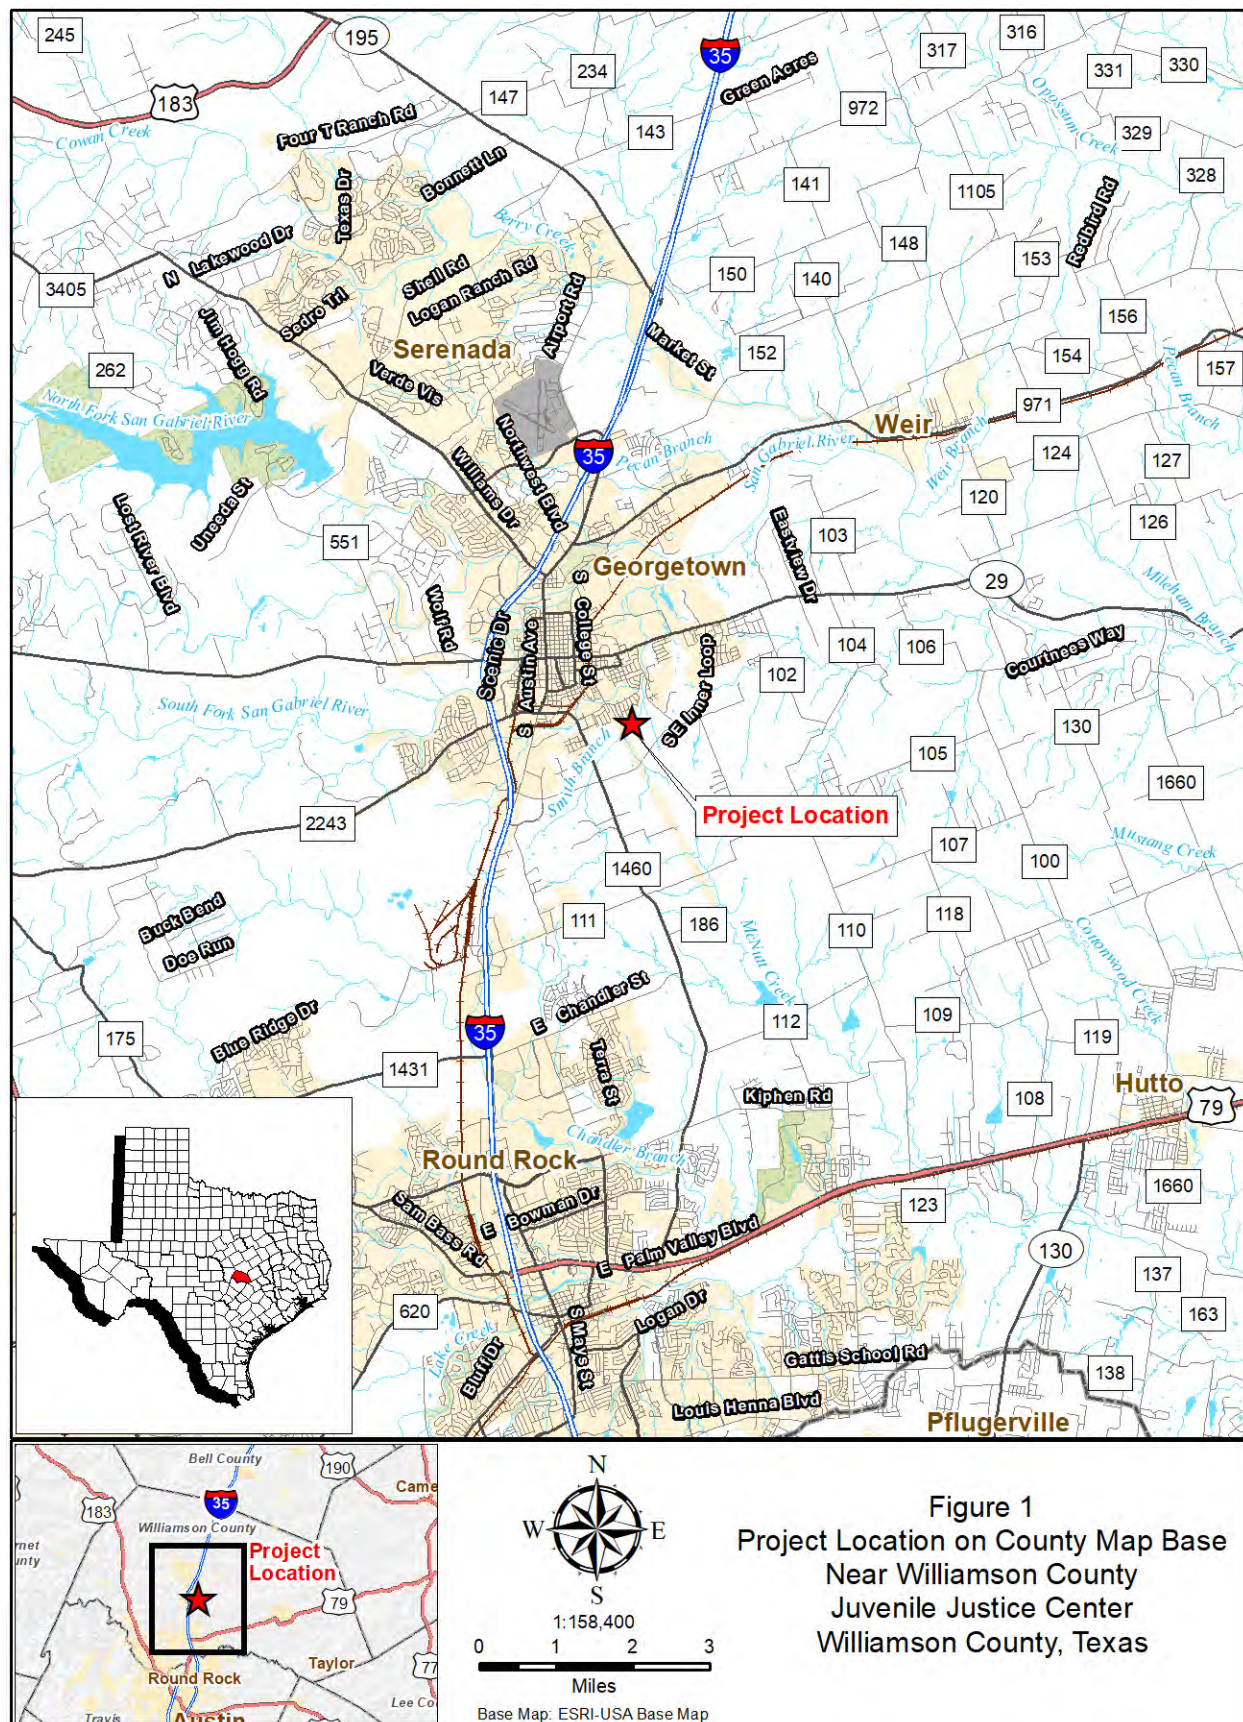 245
195
35
317
316
331
330
183
234
147
Green Acres
Cowan Creek
Four T Ranch Rd
143
972
Opossum Creek
329
328
Texas Dr
Bonnett Ln
141
1105
Redbird Rd
Berry Creek
N Lakewood Dr
148
153
3405
Shell Rd
Logan Ranch Rd
150
140
Sedro Trl
Airport Rd
156
Jim Hogg Rd
Serenada
Market St
152
154
157
262
Verde Vis
Pecan Branch
North Fork San Gabriel River
971
Weir
Northwest Blvd
35
Pecan Branch
San Gabriel River
Weir Branch
124
127
Williams Dr
120
Lost River Blvd
Uneeda St
126
551
Eastview Dr
103
Georgetown
29
Mileham Branch
Wolf Rd
S College St
Scenic Dr
S Austin Ave
104
106
Courtnees Way
102
SE Inner Loop
South Fork San Gabriel River
130
Smith Branch
105
1660
Project Location
2243
107
100
Mustang Creek
1460
Buck Bend
Doe Run
111
186
McNutt Creek
110
118
Cottonwood Creek
E Chandler St
175
Blue Ridge Dr
35
112
109
119
1431
Terra St
Kiphen Rd
108
Hutto
79
Chandler Branch
Round Rock
Sam Bass Rd
E Bowman Dr
123
1660
E Palm Valley Blvd
130
137
620
Lake Creek
Logan Dr
163
Bluff Dr
S Mays St
Gattis School Rd
138
Louis Henna Blvd
Pflugerville
Bell County
190
35
Came
183
Williamson County
rnet
unty
Project
Location
79
Taylor
Round Rock
77
Lee Co
Travis
Austin
N
W
E
S
1:158,400
0 1 2 3
Miles
Base Map: ESRI-USA Base Map
Figure 1
Project Location on County Map Base
Near Williamson County
Juvenile Justice Center
Williamson County, Texas